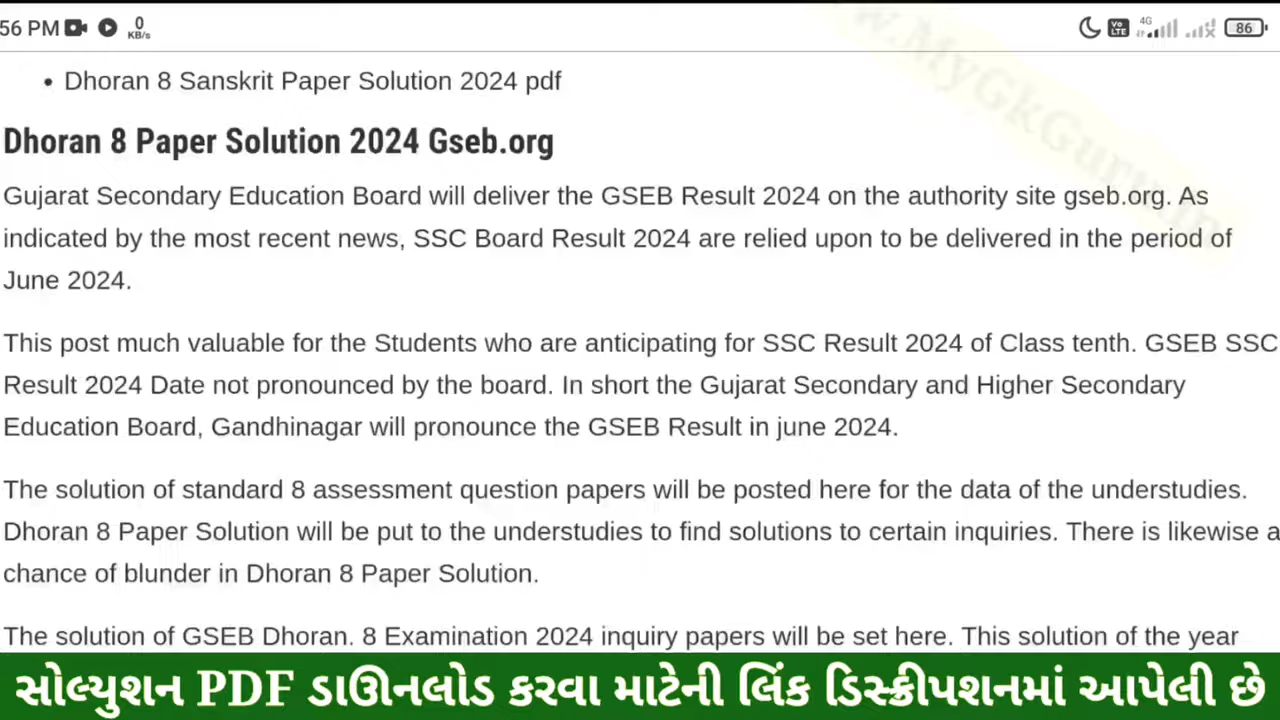 56 PM 0 KB/s Vo LTE 4G 86
• Dhoran 8 Sanskrit Paper Solution 2024 pdf
www.MyGkGuru.in
Dhoran 8 Paper Solution 2024 Gseb.org
Gujarat Secondary Education Board will deliver the GSEB Result 2024 on the authority site gseb.org. As
indicated by the most recent news, SSC Board Result 2024 are relied upon to be delivered in the period of
June 2024.
This post much valuable for the Students who are anticipating for SSC Result 2024 of Class tenth. GSEB SSC
Result 2024 Date not pronounced by the board. In short the Gujarat Secondary and Higher Secondary
Education Board, Gandhinagar will pronounce the GSEB Result in june 2024.
The solution of standard 8 assessment question papers will be posted here for the data of the understudies.
Dhoran 8 Paper Solution will be put to the understudies to find solutions to certain inquiries. There is likewise a
chance of blunder in Dhoran 8 Paper Solution.
The solution of GSEB Dhoran. 8 Examination 2024 inquiry papers will be set here. This solution of the year
સોલ્યુશન PDF ડાઊનલોડ કરવા માટેની લિંક ડિસ્ક્રીપશનમાં આપેલી છે